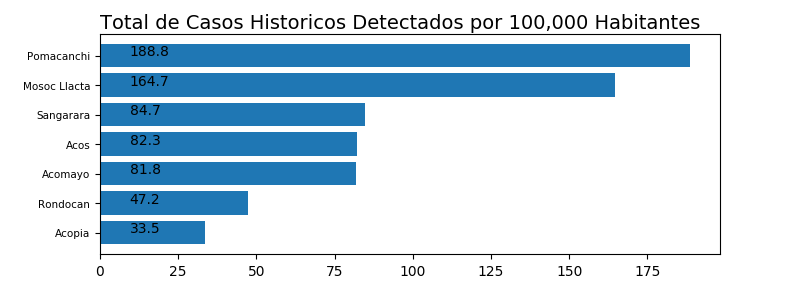 Total de Casos Historicos Detectados por 100,000 Habitantes
Pomacanchi 188.8
Mosoc Llacta 164.7
Sangarara 84.7
Acos 82.3
Acomayo 81.8
Rondocan 47.2
Acopia 33.5
0 25 50 75 100 125 150 175